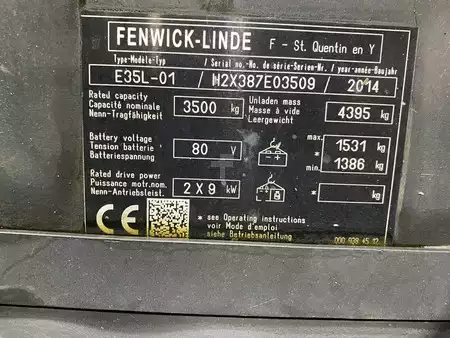 FENWICK-LINDE F - St. Quentin en Y
Type-Modèle-Typ / Serial no.-No. de série-Serien-Nr. / year-année-Baujahr
E35L-01 / H2X387E03509 / 2014
Rated capacity
Capacité nominale 3500 kg
Nenn-Tragfähigkeit
Unladen mass
Masse à vide 4395 kg
Leergewicht
Battery voltage
Tension batterie 80 V
Batteriespannung
max. 1531 kg
*
min. 1386 kg
Rated drive power
Puissance motr.nom. 2 X 9 kW
Nenn-Antriebsleist.
* kg
CE
* see Operating instructions
voir Mode d'emploi
siehe Betriebsanleitung
000 938 45 12